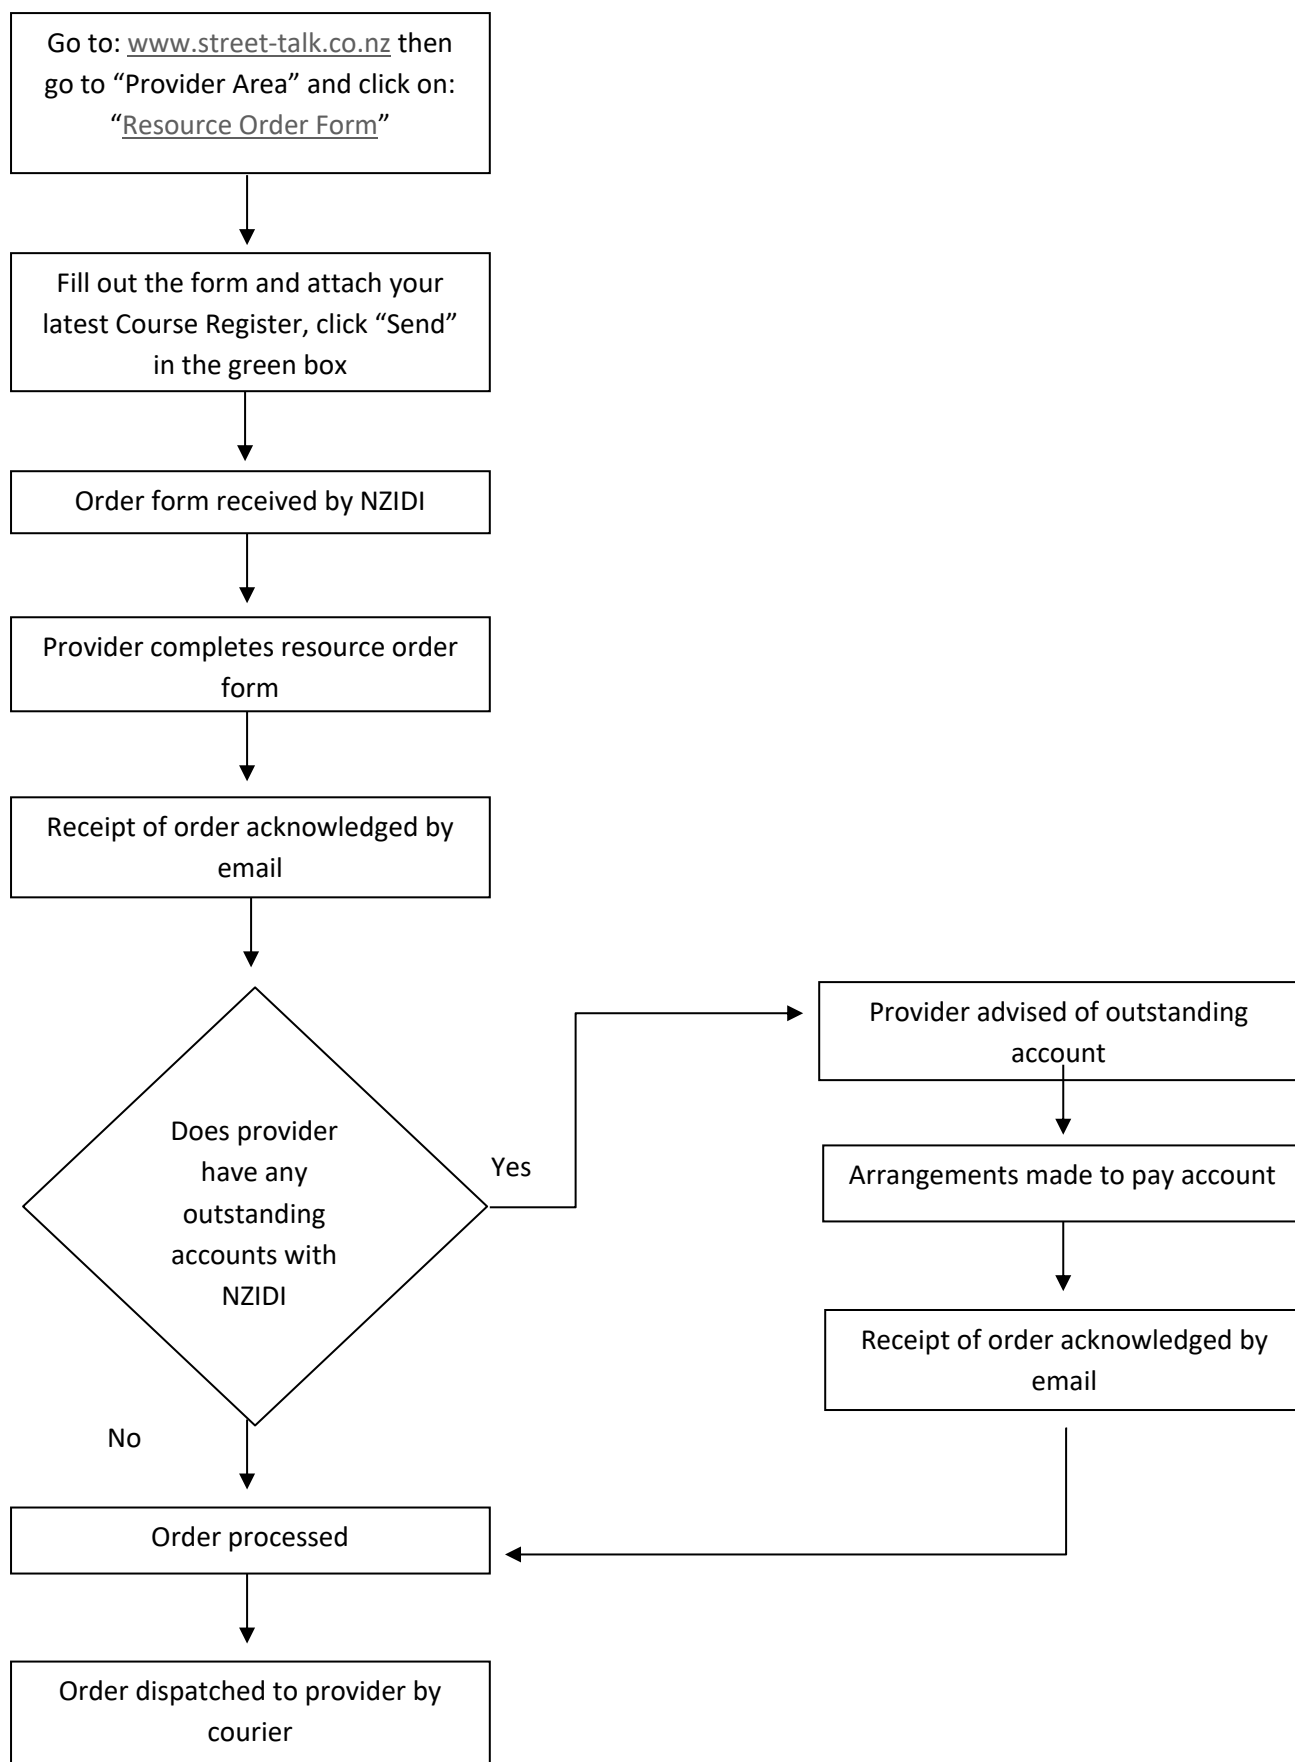 Go to: www.street-talk.co.nz then
go to “Provider Area” and click on:
“Resource Order Form”
Fill out the form and attach your
latest Course Register, click “Send”
in the green box
Order form received by NZIDI
Provider completes resource order
form
Receipt of order acknowledged by
email
Does provider
have any
outstanding
accounts with
NZIDI
Yes
Provider advised of outstanding
account
Arrangements made to pay account
Receipt of order acknowledged by
email
No
Order processed
Order dispatched to provider by
courier